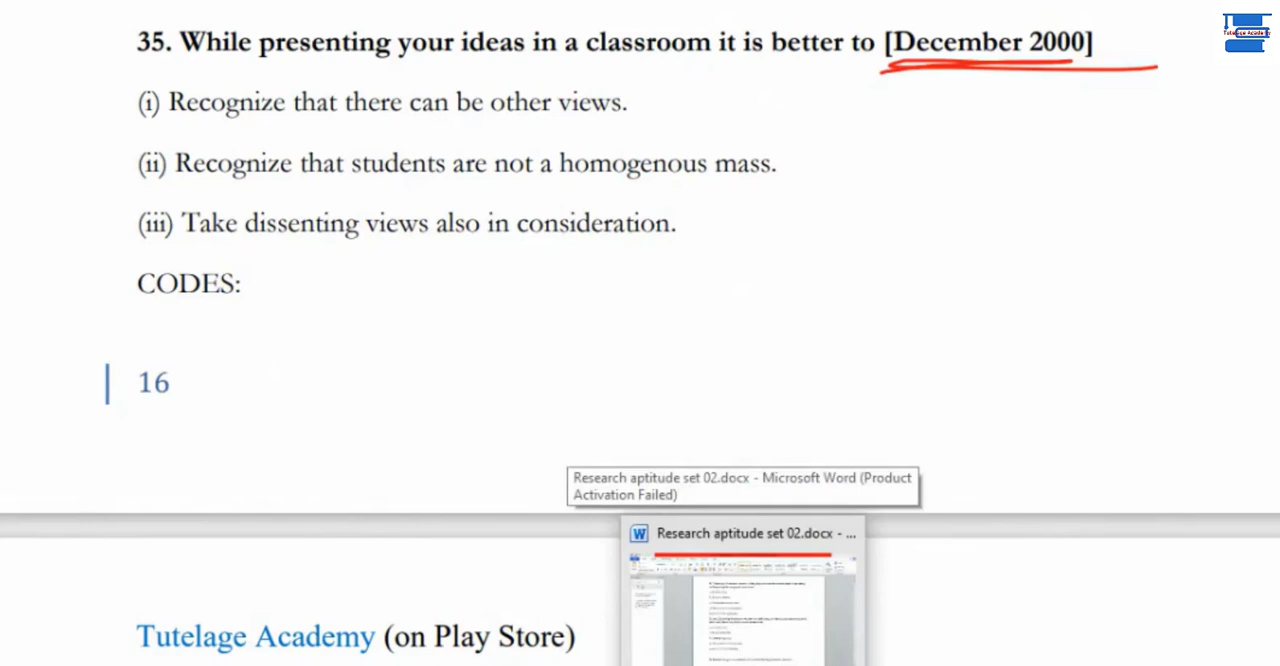 Tutelage Academy
35. While presenting your ideas in a classroom it is better to [December 2000]
(i) Recognize that there can be other views.
(ii) Recognize that students are not a homogenous mass.
(iii) Take dissenting views also in consideration.
CODES:
16
Research aptitude set 02.docx - Microsoft Word (Product
Activation Failed)
Research aptitude set 02.docx - ...
Tutelage Academy (on Play Store)